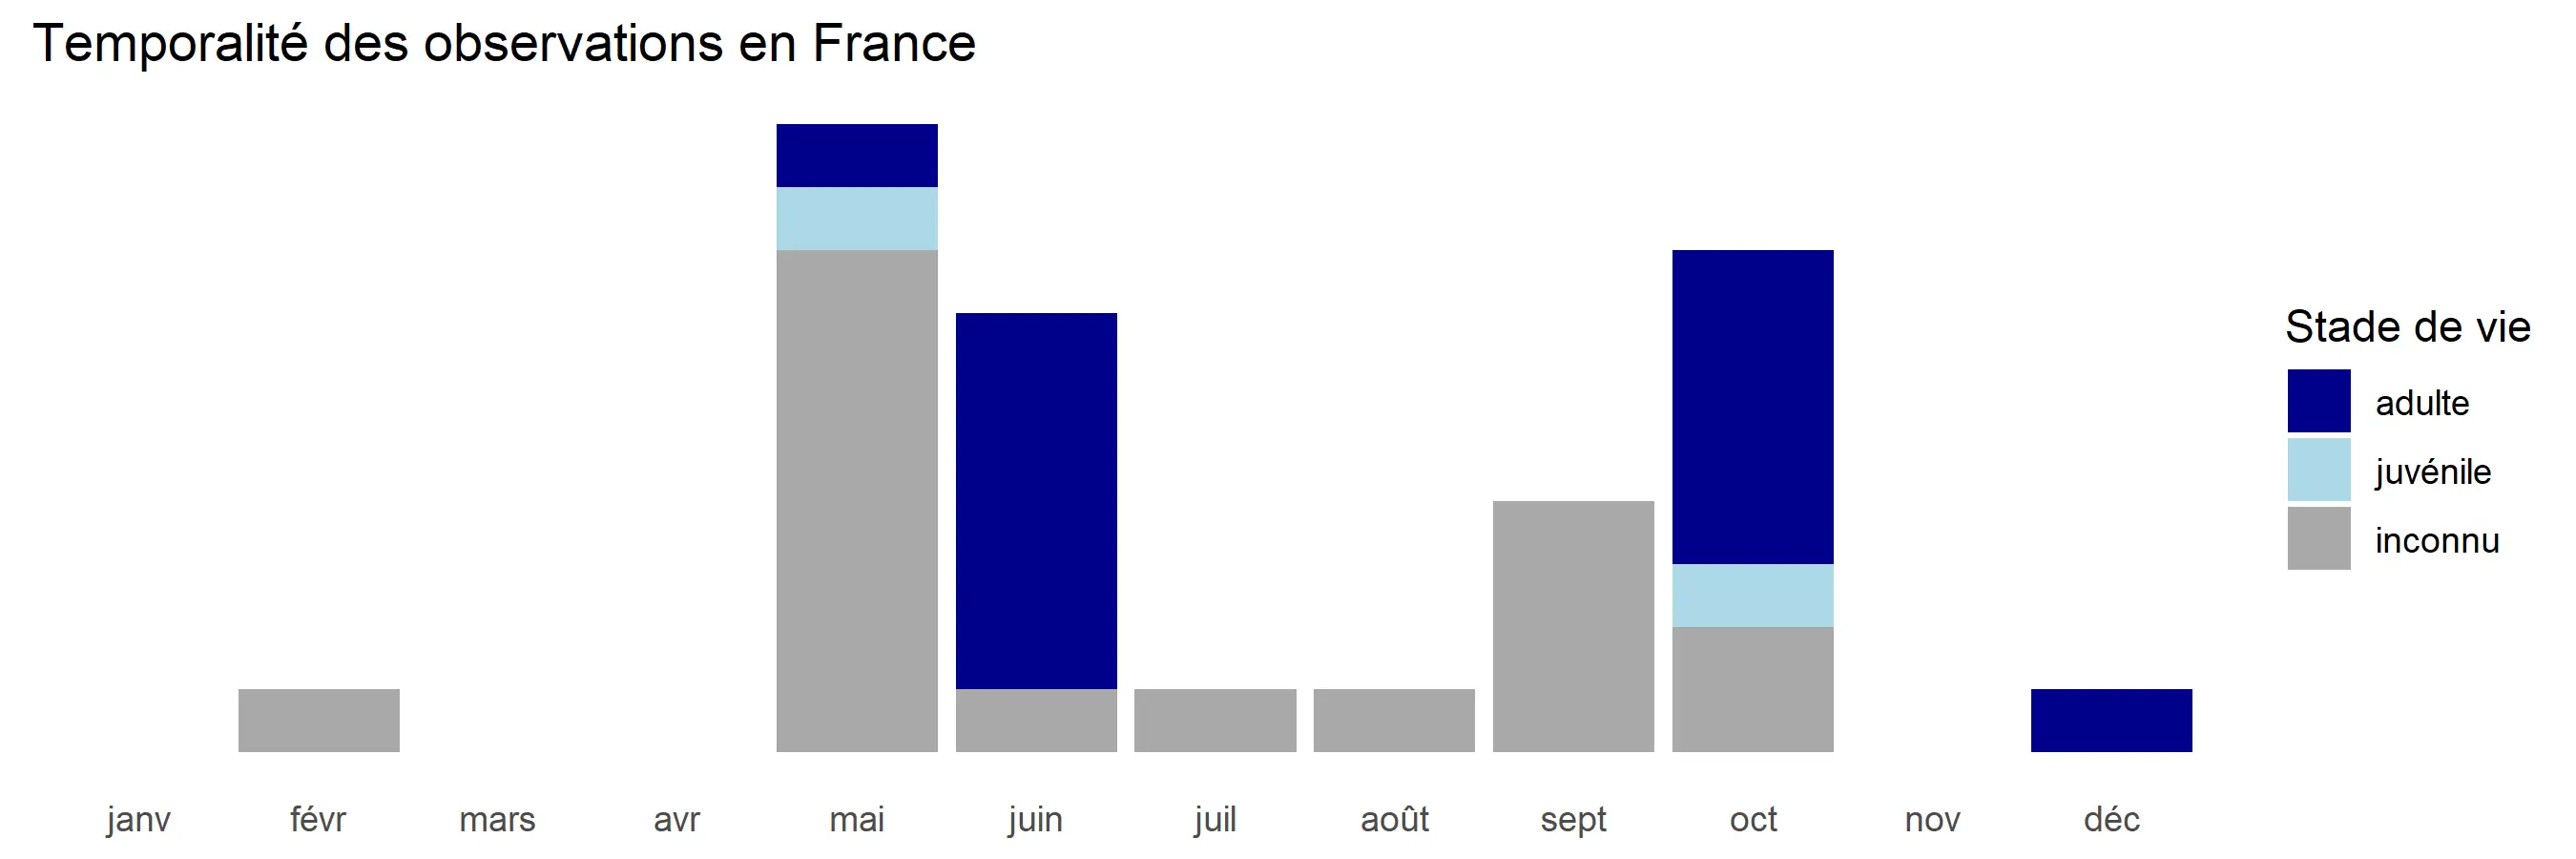 Temporalité des observations en France
Stade de vie
adulte
juvénile
inconnu
janv févr mars avr mai juin juil août sept oct nov déc